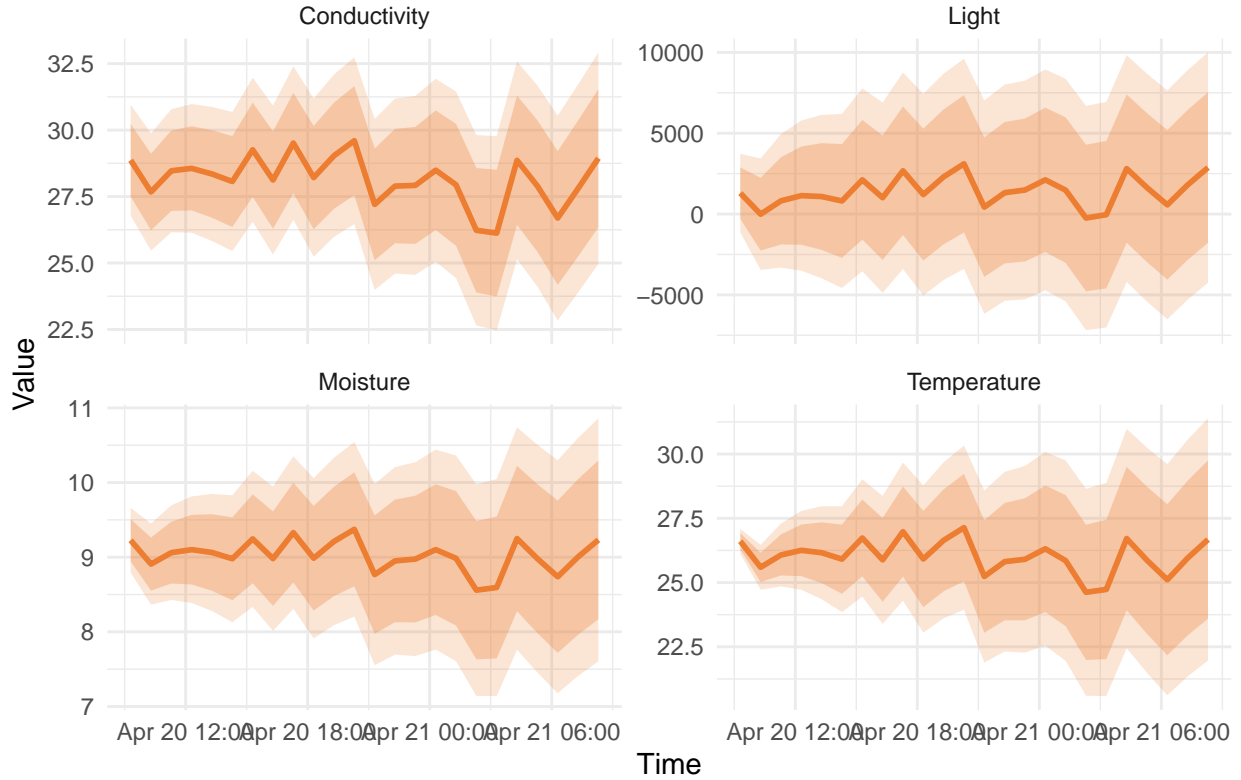 Conductivity
Light
32.5
30.0
27.5
25.0
22.5
10000
5000
0
−5000
Value
Moisture
Temperature
11
10
9
8
7
30.0
27.5
25.0
22.5
Apr 20 12:00 Apr 20 18:00 Apr 21 00:00 Apr 21 06:00
Apr 20 12:00 Apr 20 18:00 Apr 21 00:00 Apr 21 06:00
Time